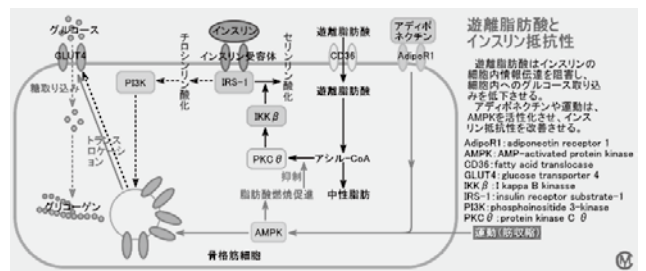 グルコース
GLUT4
糖取り込み
トランス
ロケーション
グリコーゲン
チロシンリン酸化
PI3K
インスリン
インスリン受容体
IRS-1
セリンリン酸化
IKKβ
PKCθ
抑制
脂肪酸燃焼促進
AMPK
骨格筋細胞
遊離脂肪酸
CD36
遊離脂肪酸
アシル-CoA
中性脂肪
アディポ
ネクチン
AdipoR1
遊離脂肪酸と
インスリン抵抗性
遊離脂肪酸はインスリンの
細胞内情報伝達を阻害し、
細胞内へのグルコース取り込
みを低下させる。
アディポネクチンや運動は、
AMPKを活性化させ、インス
リン抵抗性を改善させる。
AdipoR1:adiponectin receptor 1
AMPK:AMP-activated protein kinase
CD36:fatty acid translocase
GLUT4:glucose transporter 4
IKKβ:I kappa B kinasse
IRS-1:insulin receptor substrate-1
PI3K:phosphoinositide 3-kinase
PKCθ:protein kinase C θ
運動(筋収縮)